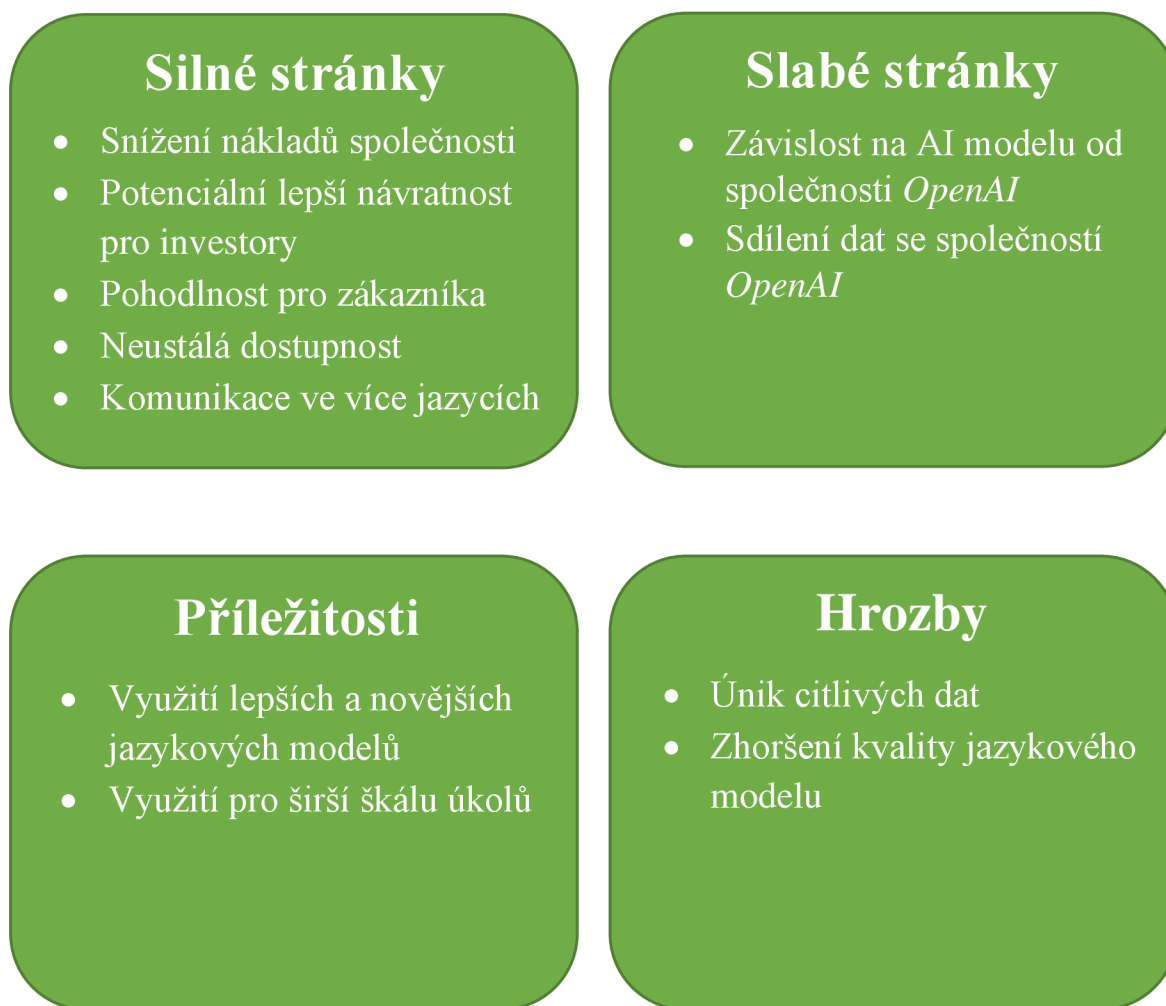 Silné stránky
• Snížení nákladů společnosti
• Potenciální lepší návratnost
pro investory
• Pohodlnost pro zákazníka
• Neustálá dostupnost
• Komunikace ve více jazycích
Slabé stránky
• Závislost na AI modelu od
společnosti OpenAI
• Sdílení dat se společností
OpenAI
Příležitosti
• Využití lepších a novějších
jazykových modelů
• Využití pro širší škálu úkolů
Hrozby
• Únik citlivých dat
• Zhoršení kvality jazykového
modelu